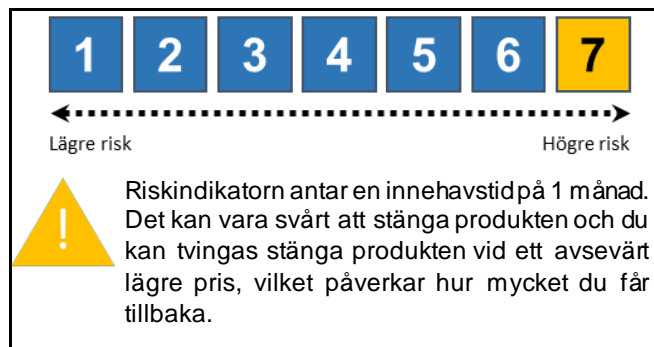 1 2 3 4 5 6 7
Lägre risk Högre risk
!
Riskindikatorn antar en innehavstid på 1 månad.
Det kan vara svårt att stänga produkten och du
kan tvingas stänga produkten vid ett avsevärt
lägre pris, vilket påverkar hur mycket du får
tillbaka.